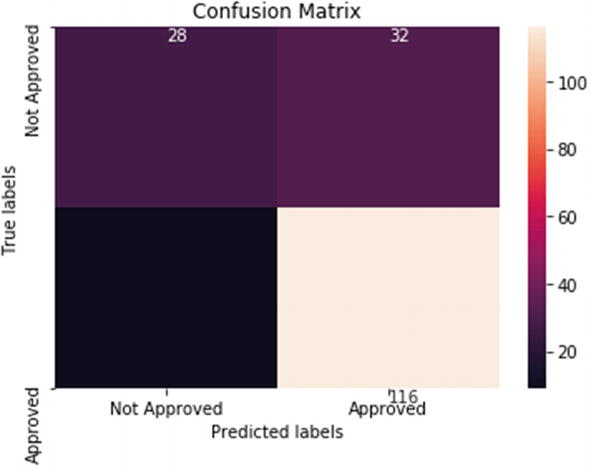 Confusion Matrix
True labels
Not Approved
Approved
28
32
116
Not Approved
Approved
Predicted labels
100
80
60
40
20